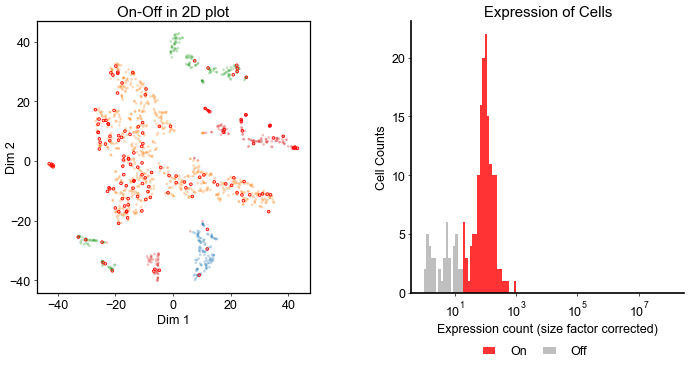 On-Off in 2D plot
Expression of Cells
40
20
0
−20
−40
Dim 2
−40
−20
0
20
40
Dim 1
20
15
10
5
0
Cell Counts
10^1
10^3
10^5
10^7
Expression count (size factor corrected)
On
Off